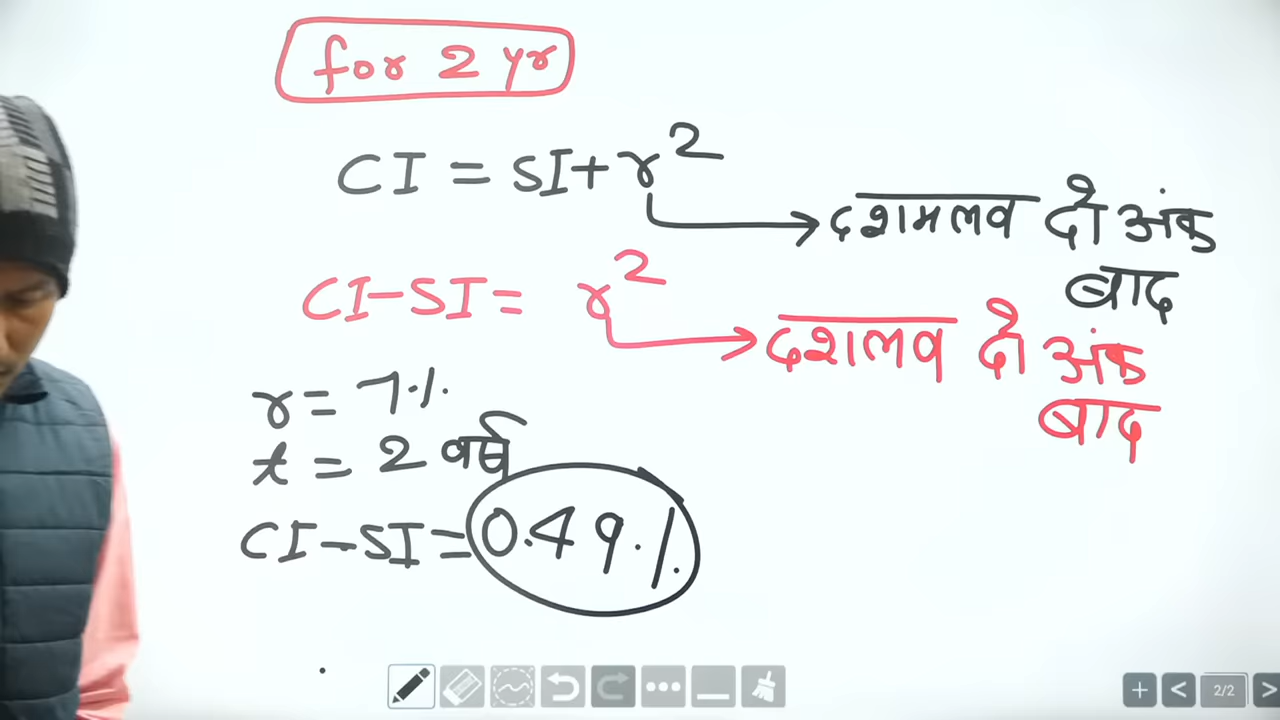 for 2 yr
CI = SI + r²
दशमलव दो अंक
बाद
CI - SI = r²
दशलव दो अंक
बाद
r = 7%
t = 2 वर्ष
CI - SI = 0.49%
2/2